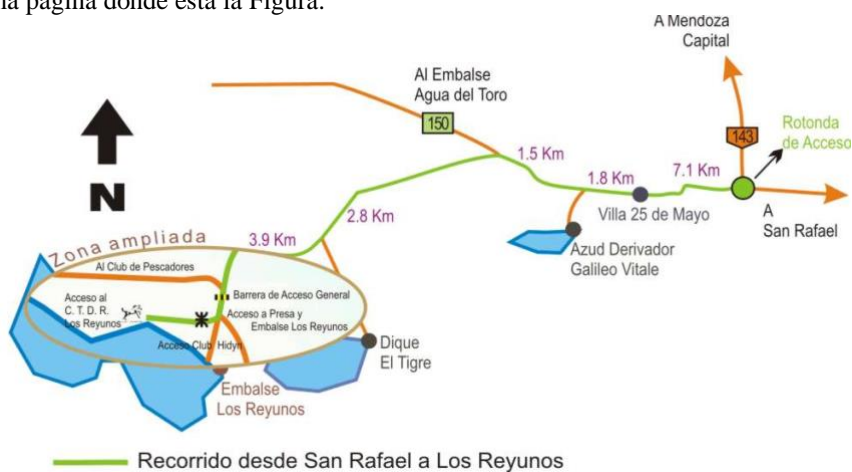 na página donde está la Figura.
A Mendoza
Capital
Al Embalse
Agua del Toro
150
143
Rotonda
de Acceso
1.5 Km
1.8 Km
7.1 Km
Villa 25 de Mayo
A
San Rafael
N
2.8 Km
3.9 Km
Azud Derivador
Galileo Vitale
Zona ampliada
Al Club de Pescadores
Barrera de Acceso General
Acceso al
C. T. D. R.
Los Reyunos
Acceso a Presa y
Embalse Los Reyunos
Acceso Club Hidyn
Dique
El Tigre
Embalse
Los Reyunos
Recorrido desde San Rafael a Los Reyunos